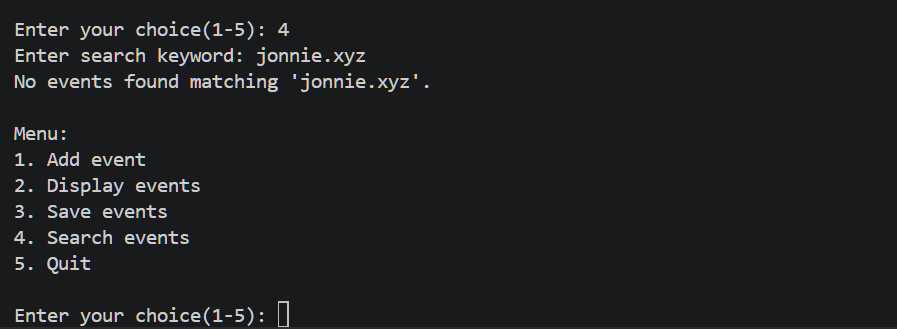 Enter your choice(1-5): 4
Enter search keyword: jonnie.xyz
No events found matching 'jonnie.xyz'.
Menu:
1. Add event
2. Display events
3. Save events
4. Search events
5. Quit
Enter your choice(1-5):